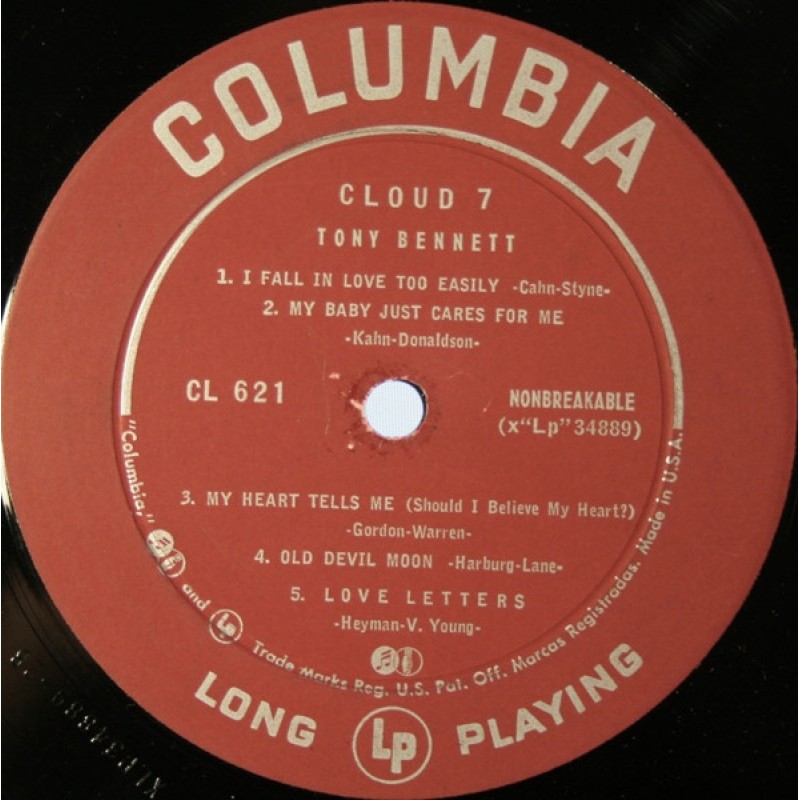 COLUMBIA
CLOUD 7
TONY BENNETT
1. I FALL IN LOVE TOO EASILY -Cahn-Styne-
2. MY BABY JUST CARES FOR ME
-Kahn-Donaldson-
CL 621
NONBREAKABLE
(x"Lp"34889)
3. MY HEART TELLS ME (Should I Believe My Heart?)
-Gordon-Warren-
4. OLD DEVIL MOON -Harburg-Lane-
5. LOVE LETTERS
-Heyman-V. Young-
"Columbia," and Lp Trade Marks Reg. U.S. Pat. Off. Marcas Registradas. Made in U.S.A.
LONG Lp PLAYING